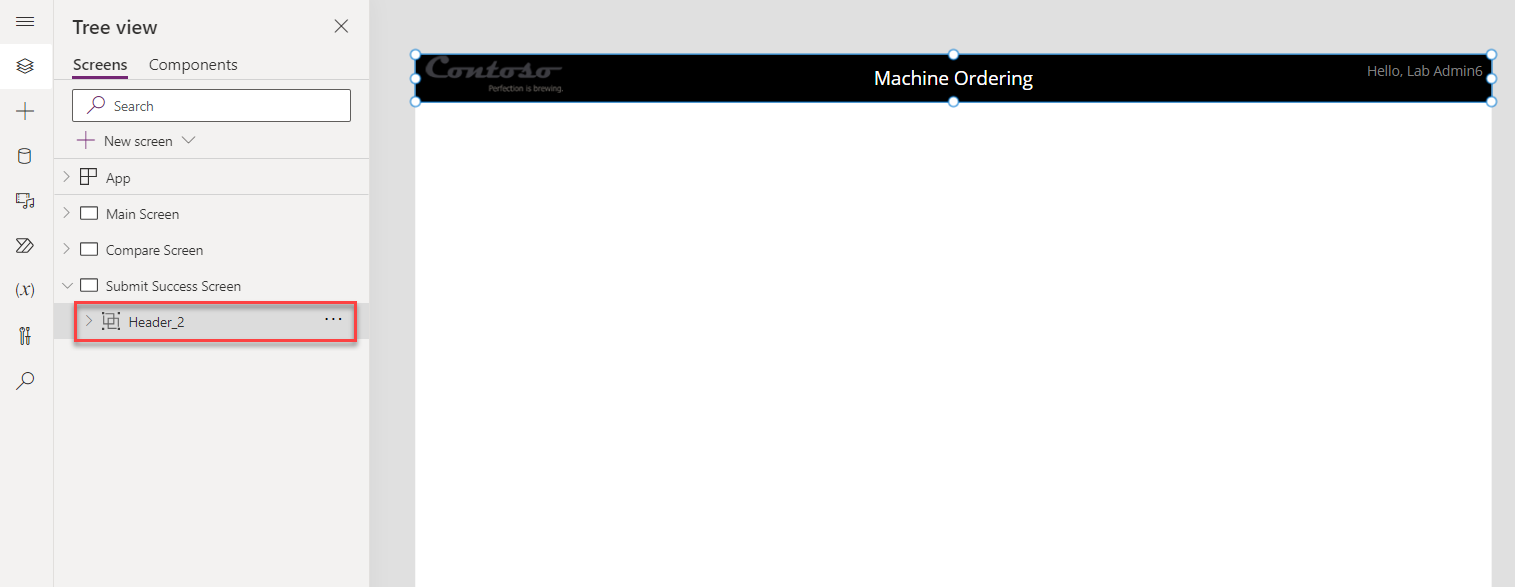 Tree view
Screens Components
Search
New screen
App
Main Screen
Compare Screen
Submit Success Screen
Header_2 ...
(x)
Contoso
Perfection is brewing.
Machine Ordering
Hello, Lab Admin6